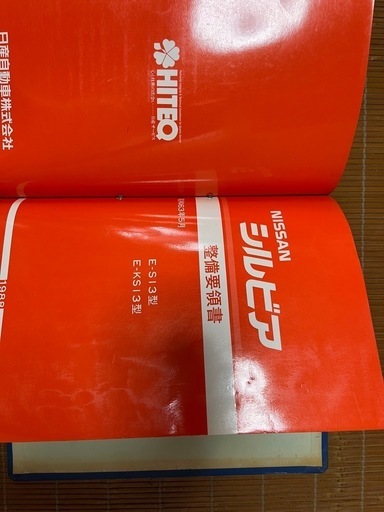 NISSAN
シルビア
整備要領書
E-S13型
E-KS13型
1988
HITEQ
日産自動車株式会社